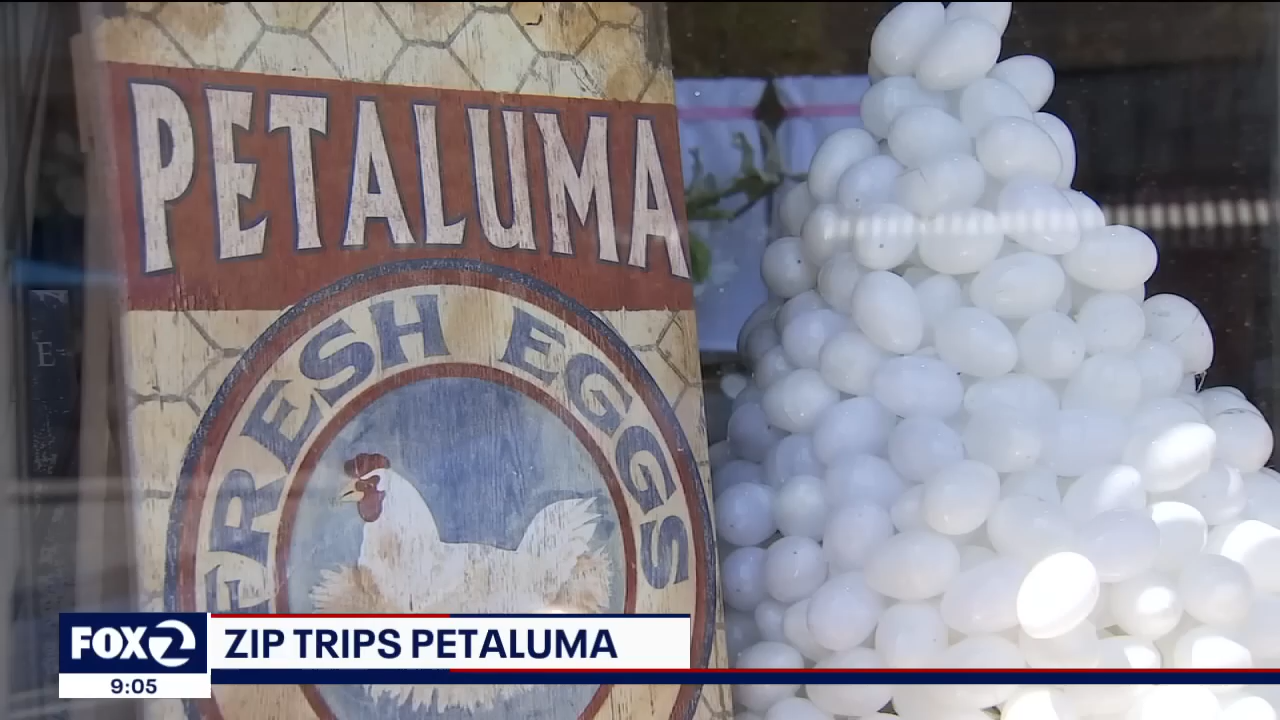 PETALUMA
FRESH EGGS
E-
FOX 2
ZIP TRIPS PETALUMA
9:05